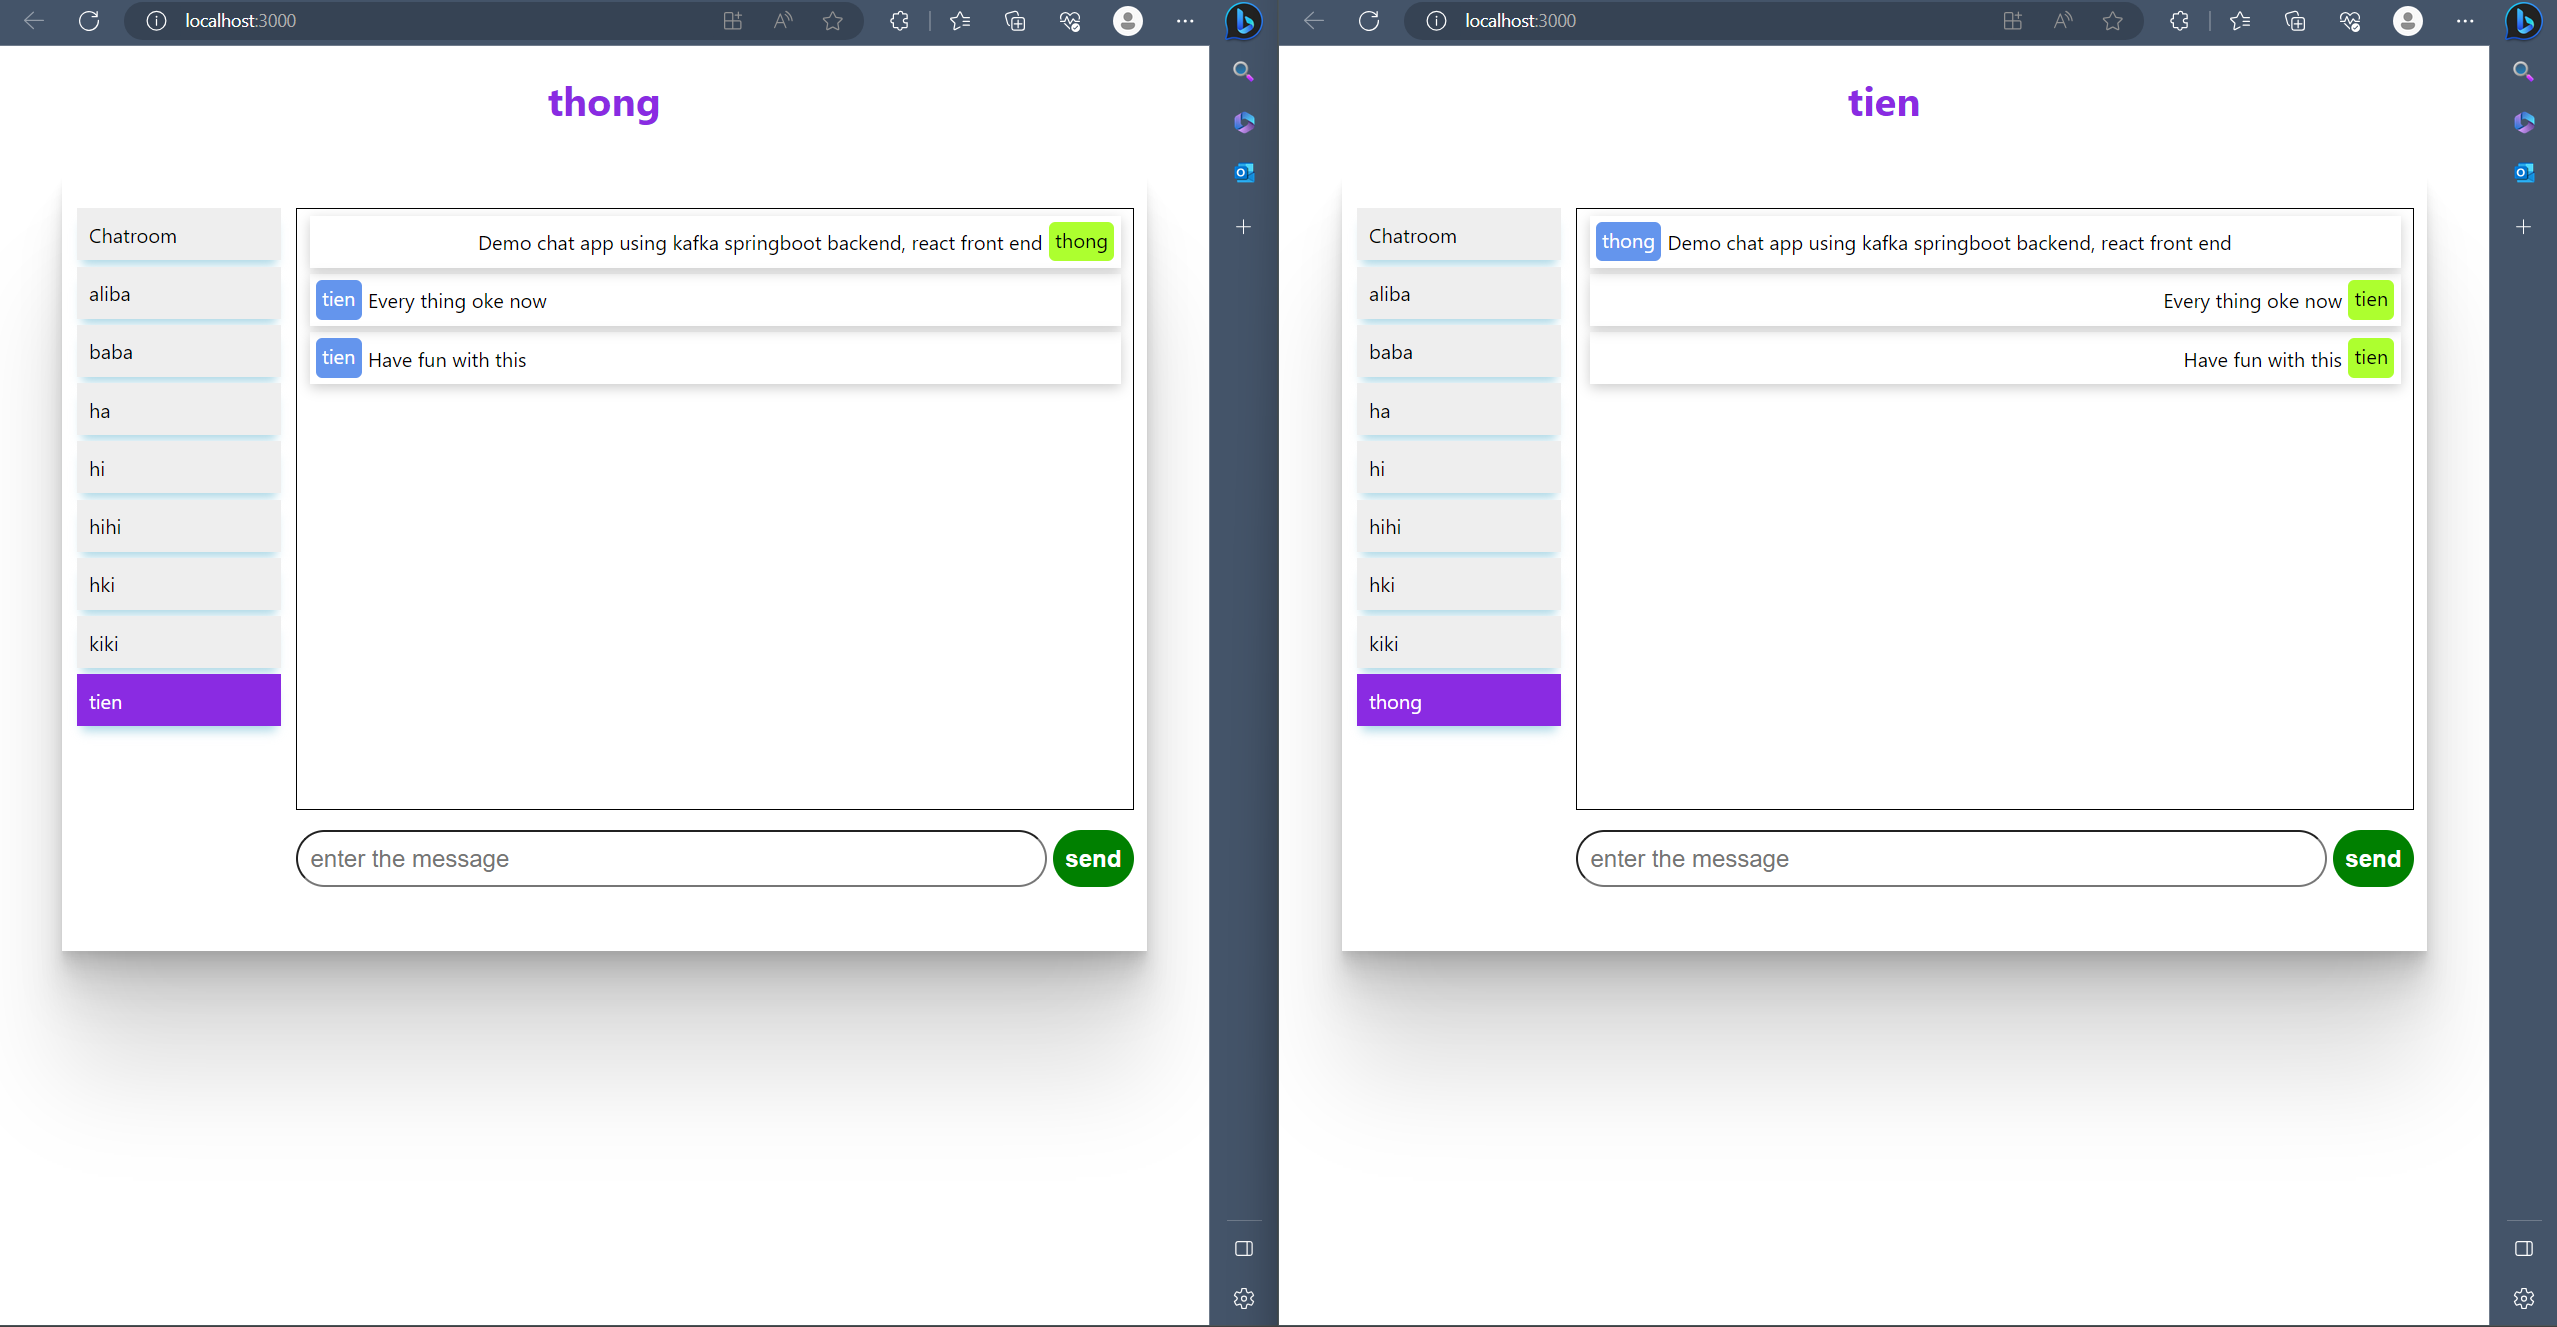 localhost:3000
thong
Chatroom
aliba
baba
ha
hi
hihi
hki
kiki
tien
Demo chat app using kafka springboot backend, react front end thong
tien Every thing oke now
tien Have fun with this
enter the message
send
localhost:3000
tien
Chatroom
aliba
baba
ha
hi
hihi
hki
kiki
thong
thong Demo chat app using kafka springboot backend, react front end
Every thing oke now tien
Have fun with this tien
enter the message
send